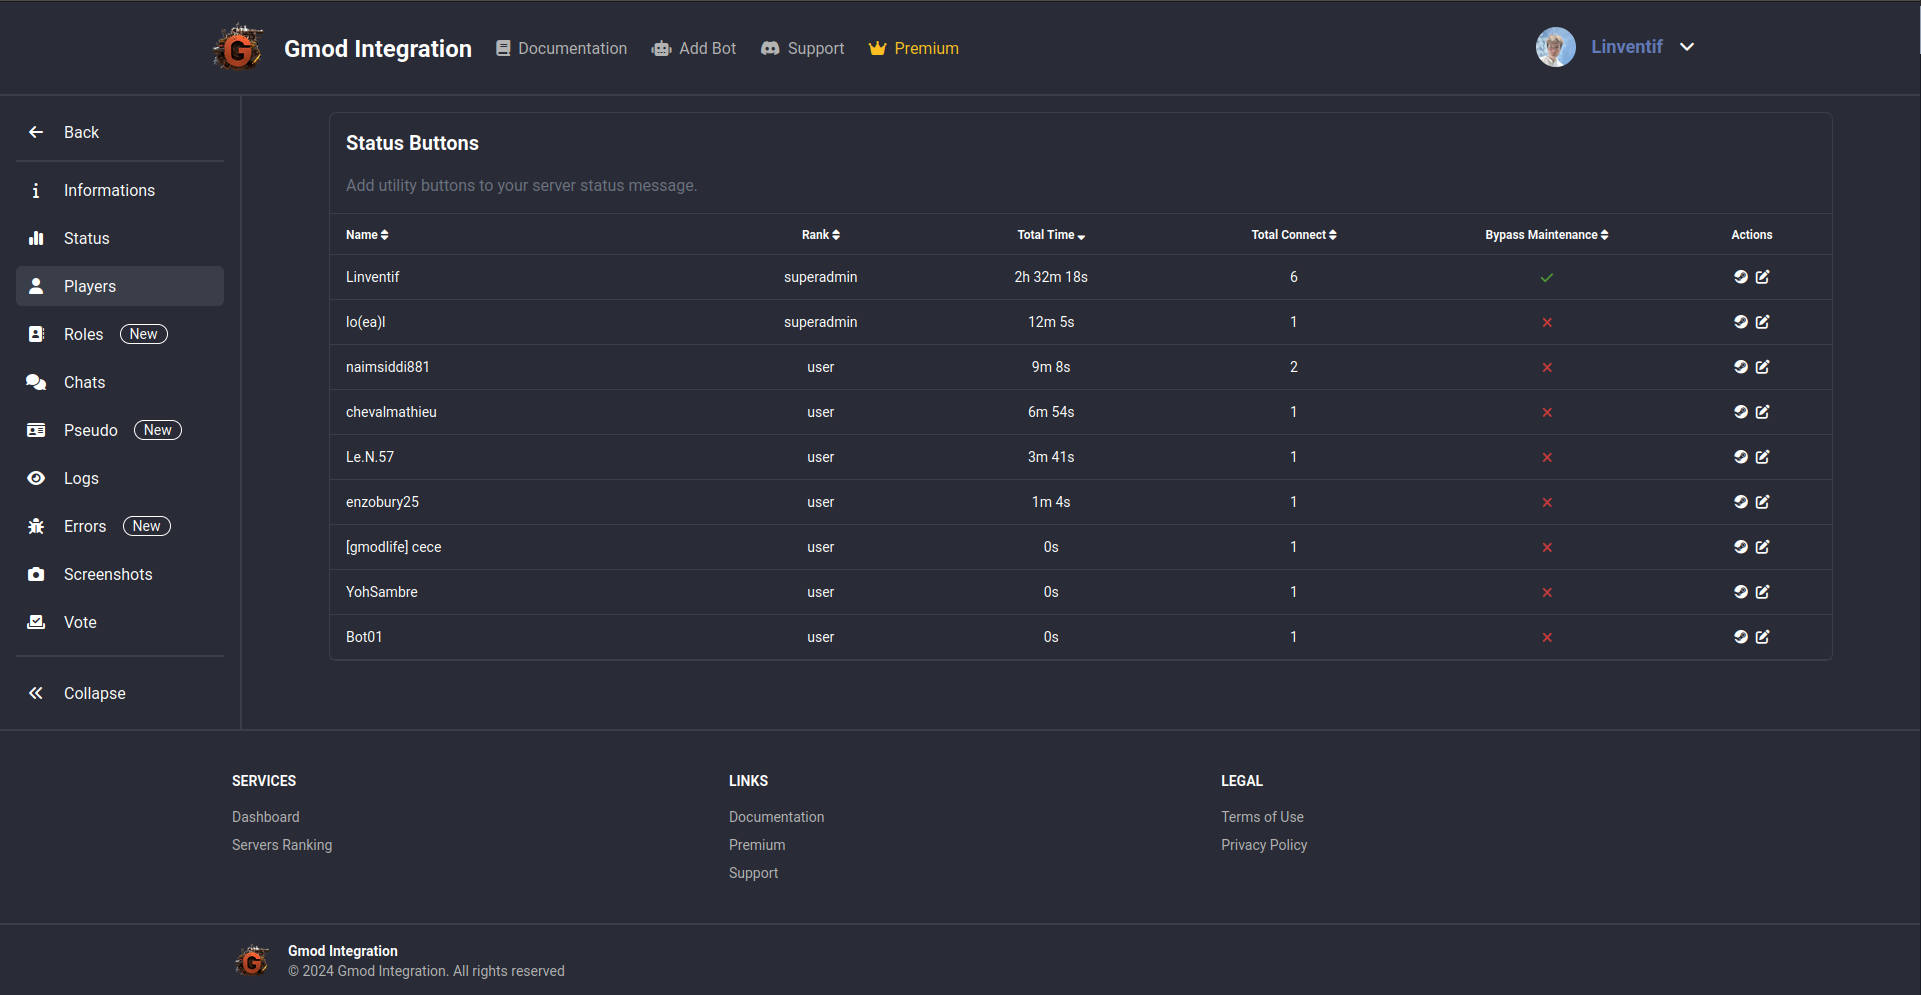 Gmod Integration Documentation Add Bot Support Premium Linventif
Back
Informations
Status
Players
Roles New
Chats
Pseudo New
Logs
Errors New
Screenshots
Vote
Collapse
Status Buttons
Add utility buttons to your server status message.
Name Rank Total Time Total Connect Bypass Maintenance Actions
Linventif superadmin 2h 32m 18s 6
lo(ea)l superadmin 12m 5s 1
naimsiddi881 user 9m 8s 2
chevalmathieu user 6m 54s 1
Le.N.57 user 3m 41s 1
enzobury25 user 1m 4s 1
[gmodlife] cece user 0s 1
YohSambre user 0s 1
Bot01 user 0s 1
SERVICES
Dashboard
Servers Ranking
LINKS
Documentation
Premium
Support
LEGAL
Terms of Use
Privacy Policy
Gmod Integration
© 2024 Gmod Integration. All rights reserved